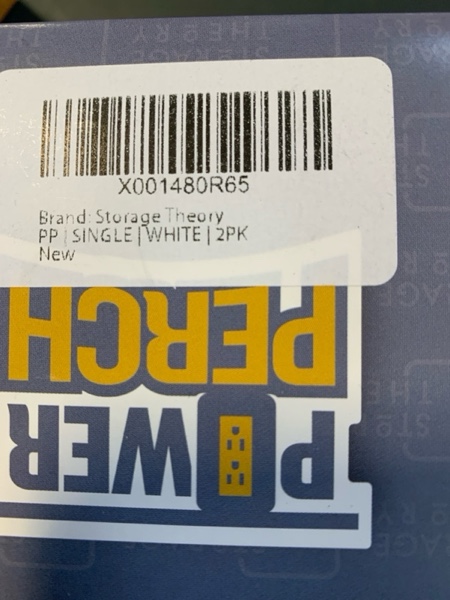 X001480R65
Brand: Storage Theory
PP | SINGLE | WHITE | 2PK
New
POWER
PERCH